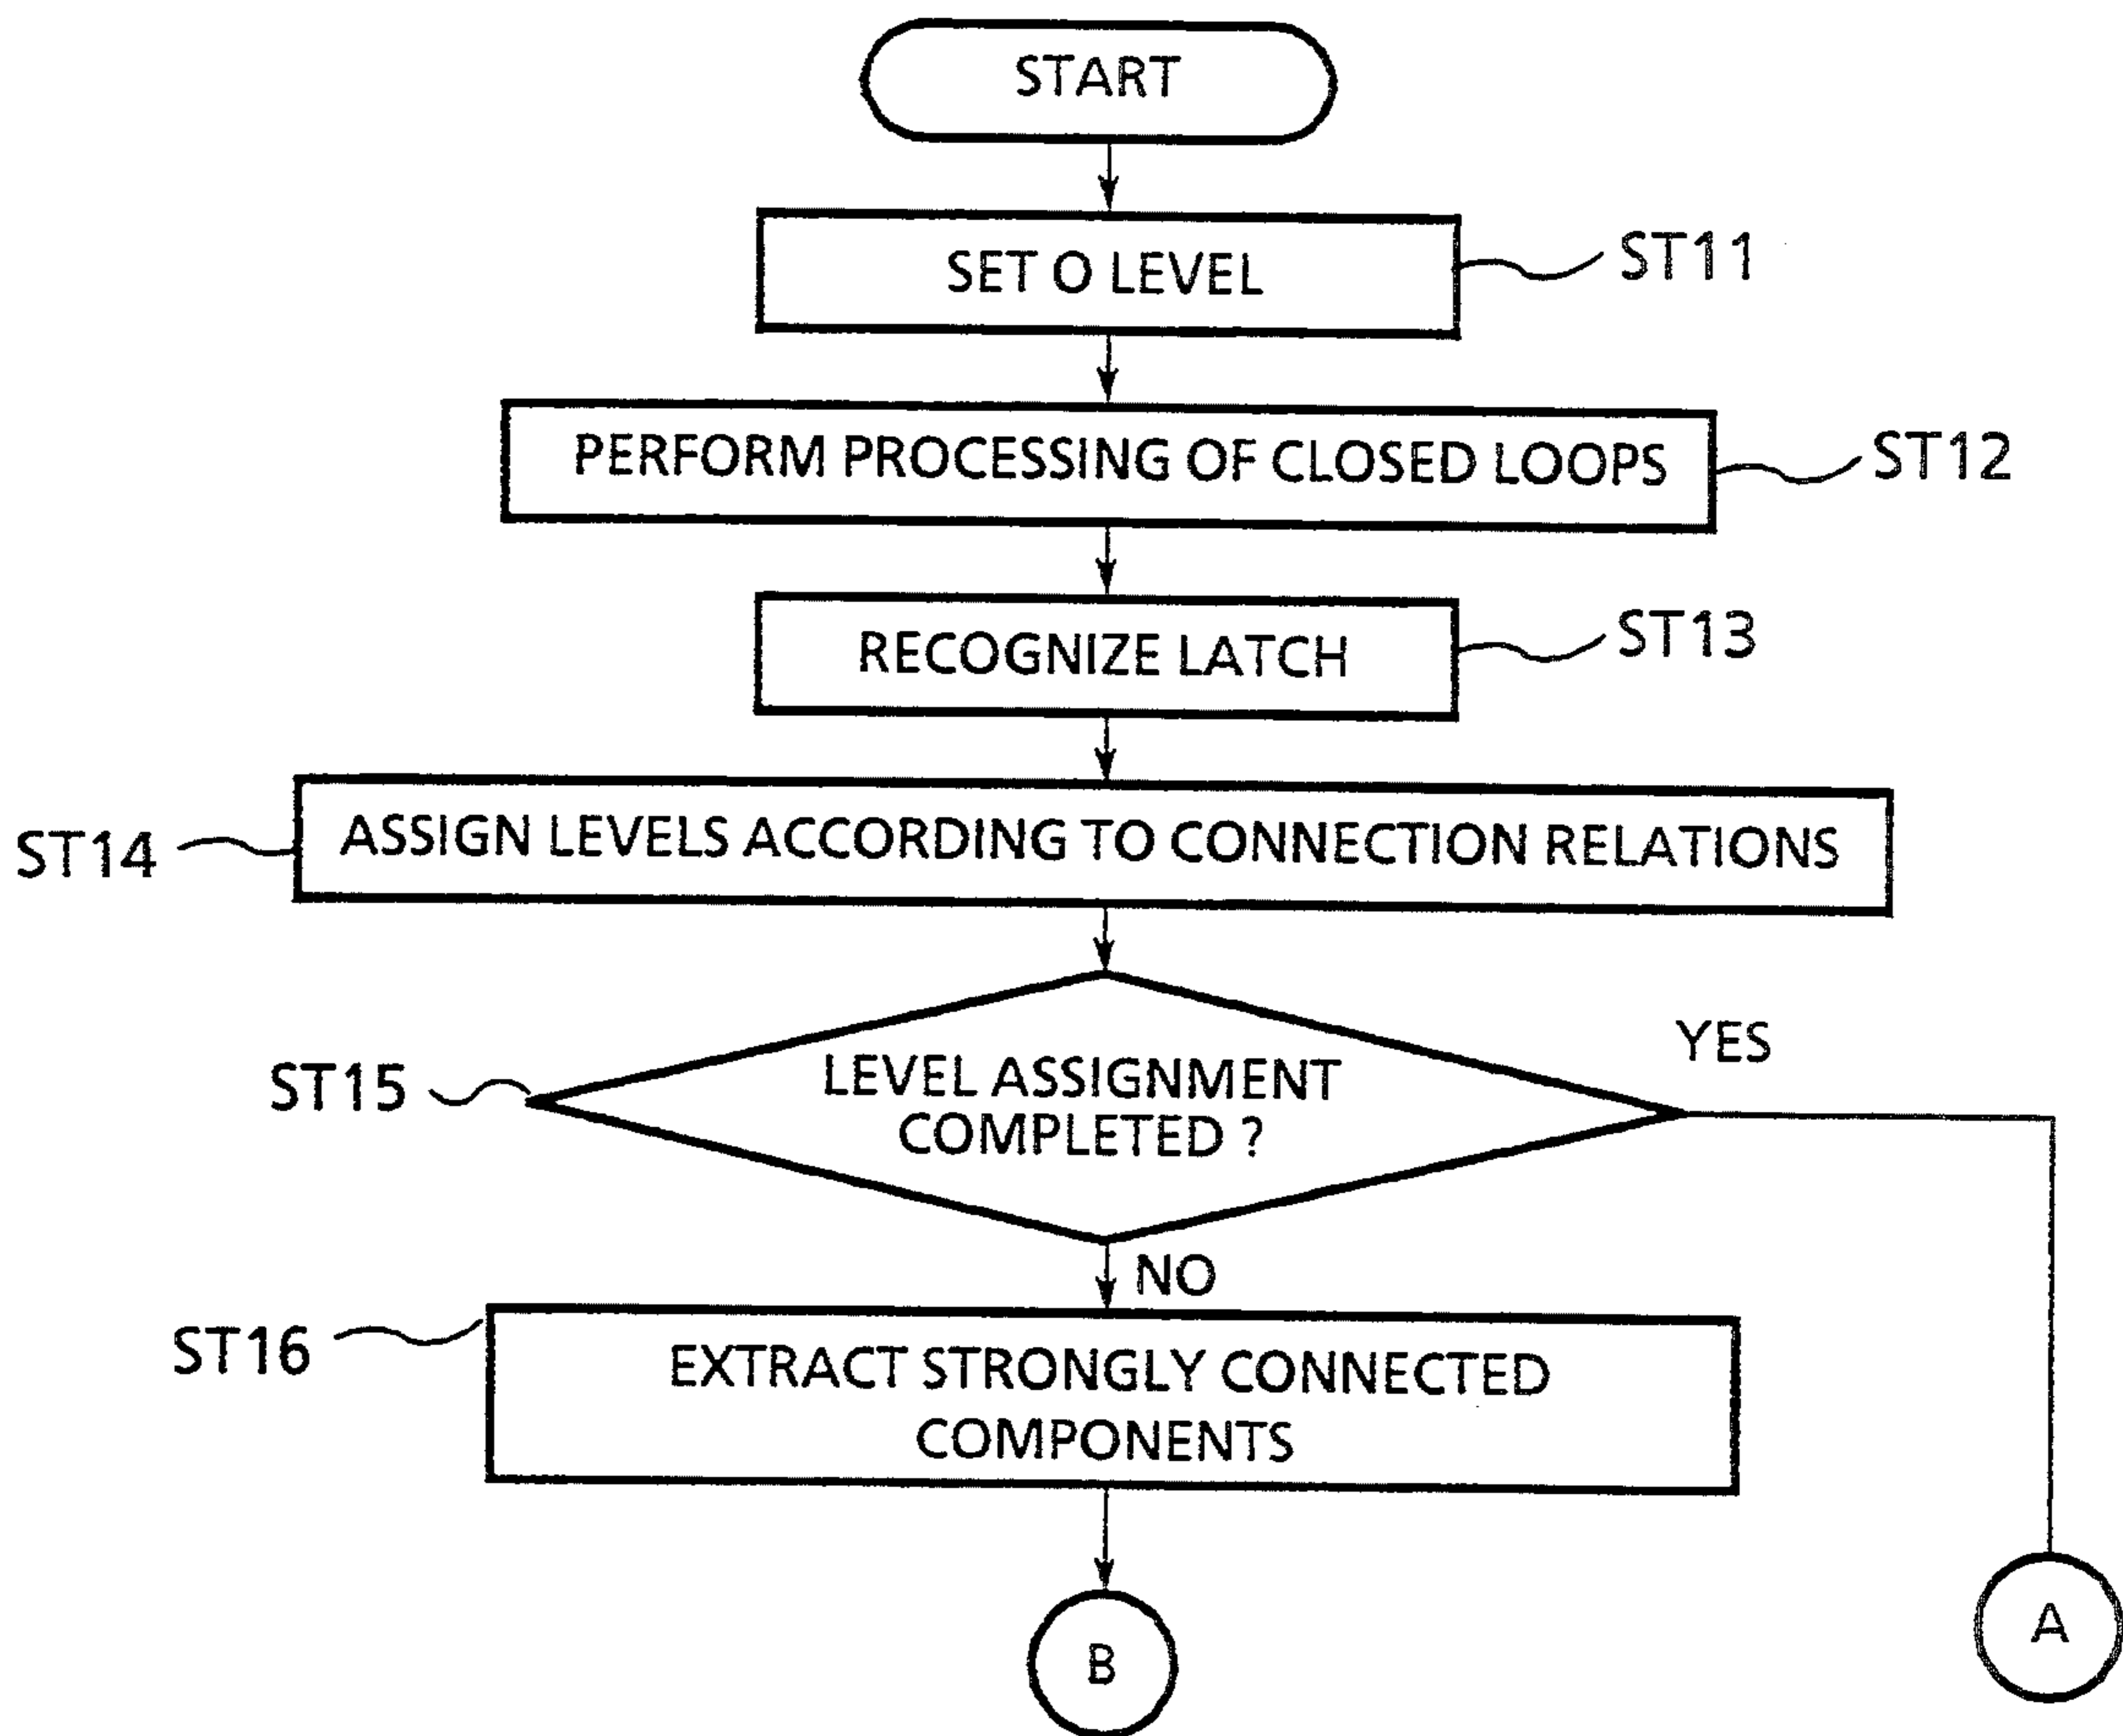 START
SET O LEVEL
ST11
PERFORM PROCESSING OF CLOSED LOOPS
ST12
RECOGNIZE LATCH
ST13
ST14
ASSIGN LEVELS ACCORDING TO CONNECTION RELATIONS
YES
ST15
LEVEL ASSIGNMENT
COMPLETED ?
NO
ST16
EXTRACT STRONGLY CONNECTED
COMPONENTS
A
B